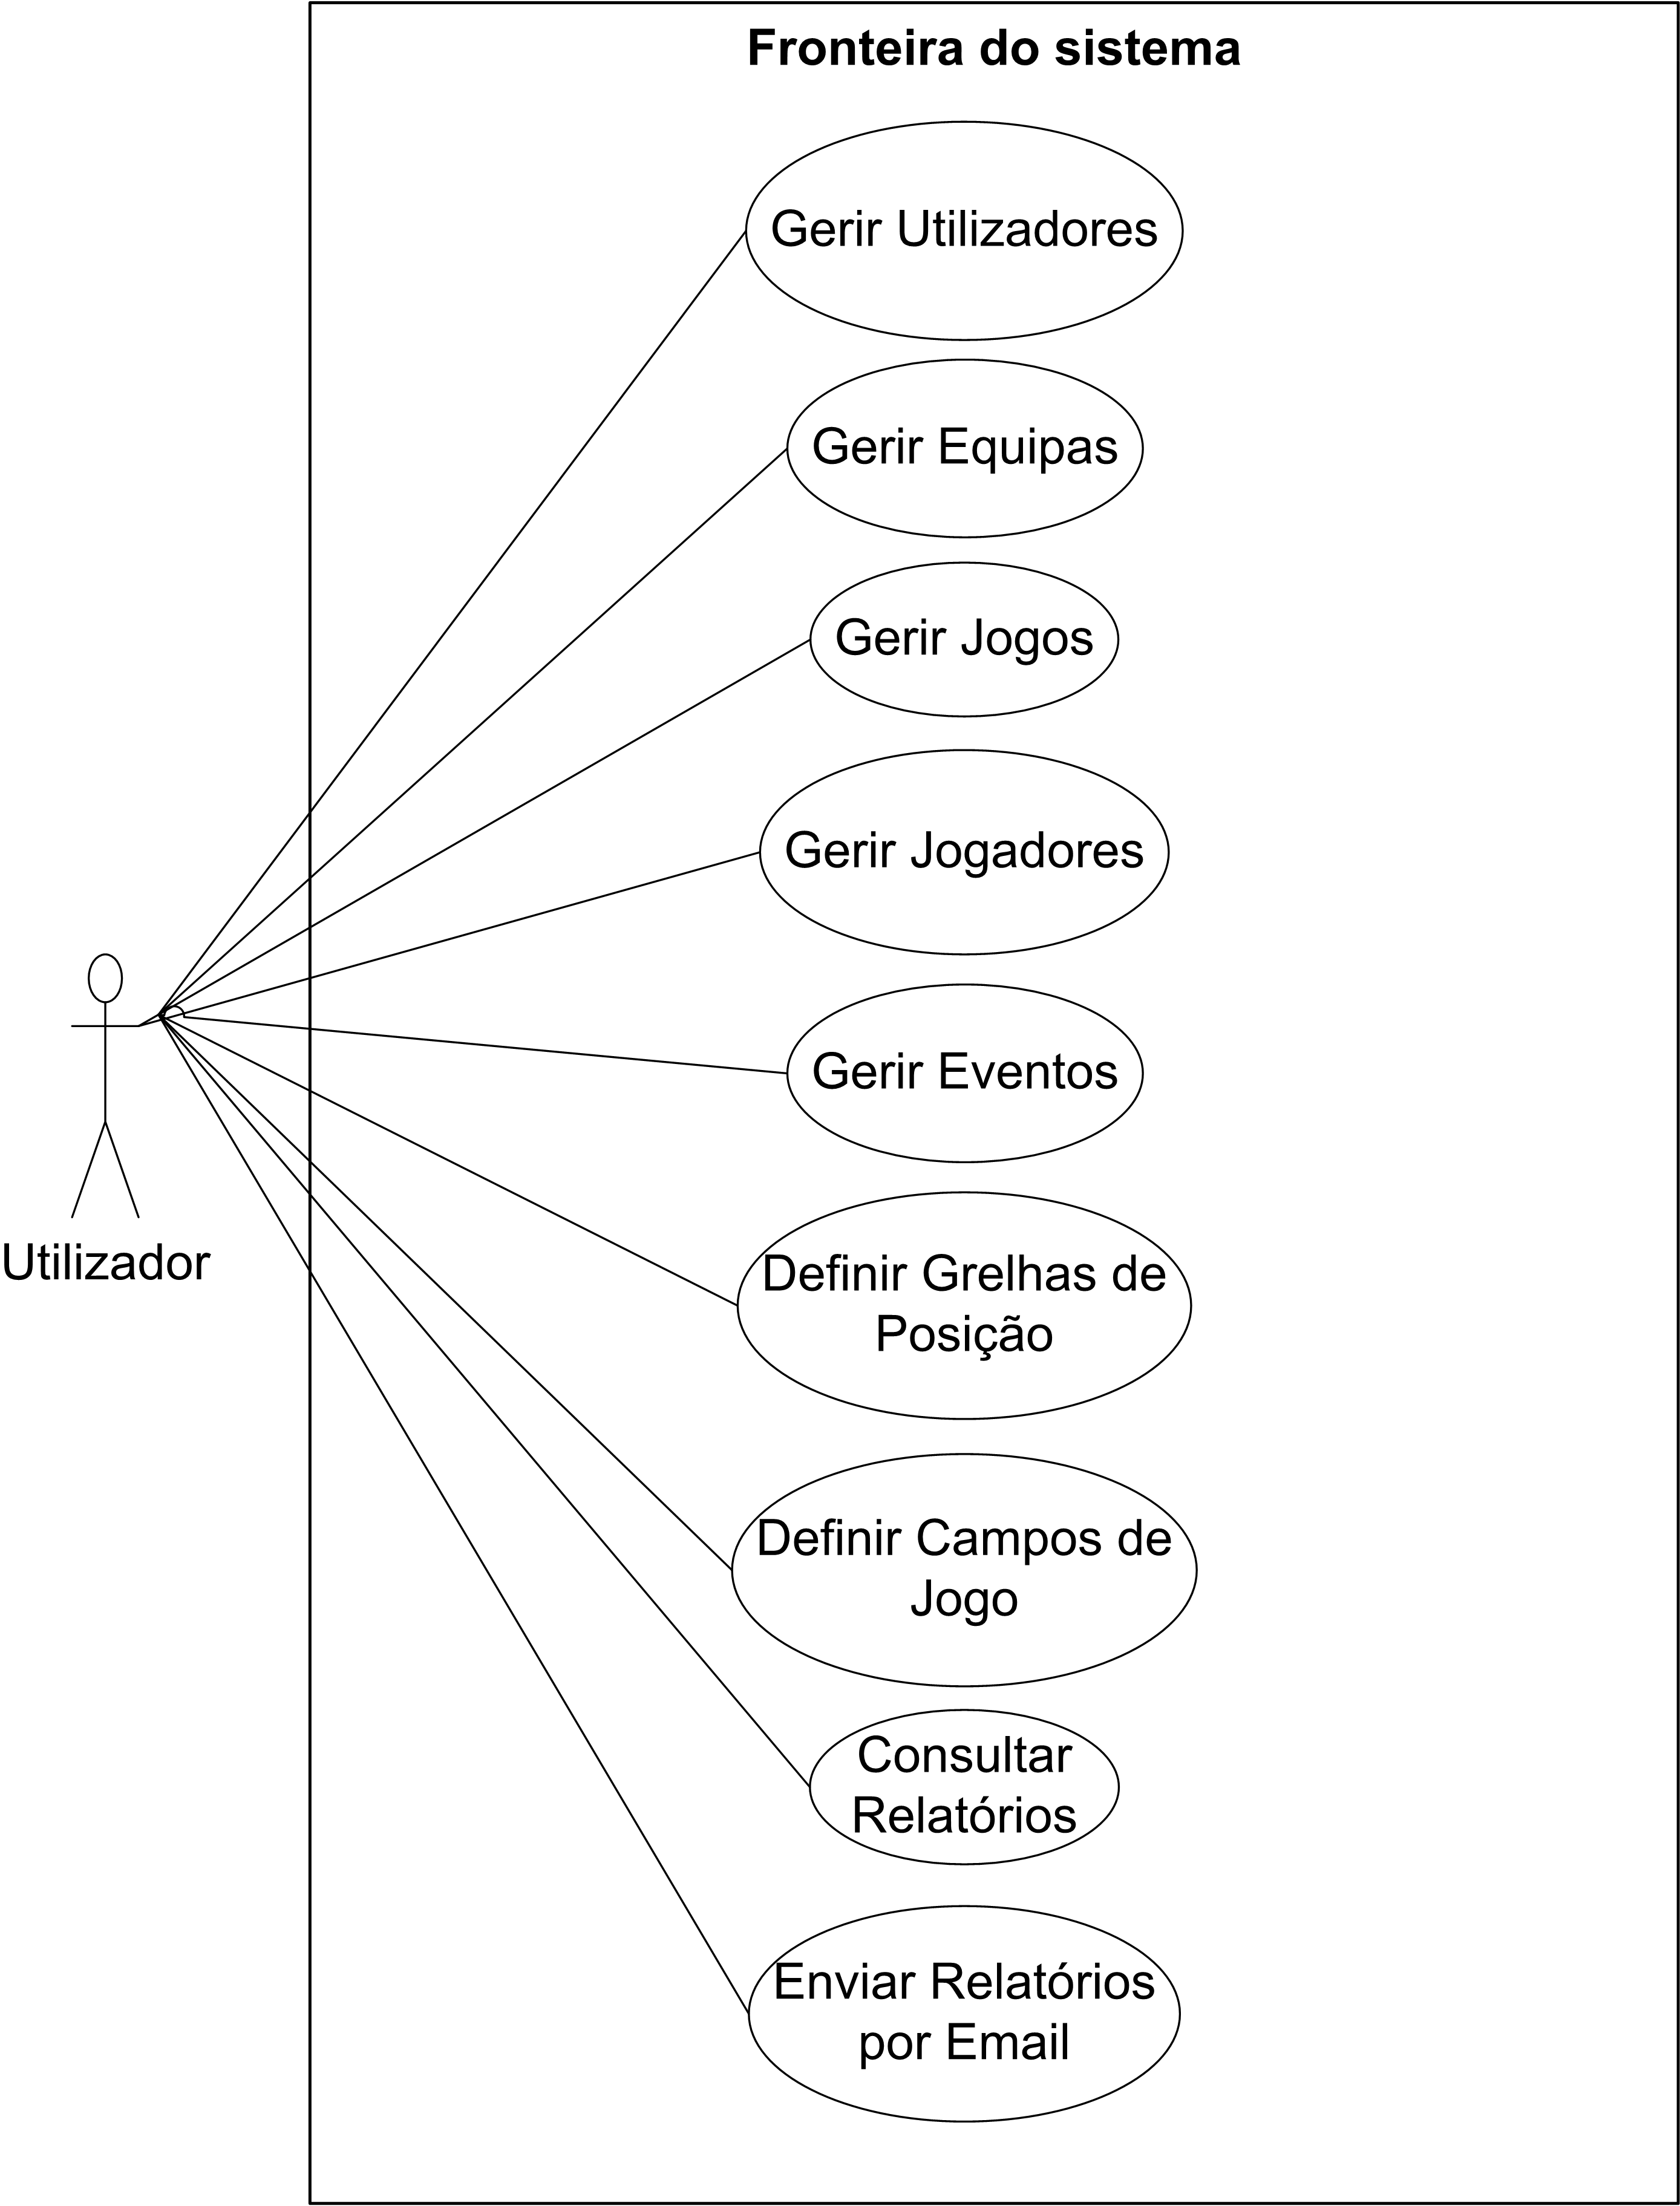 Fronteira do sistema
Gerir Utilizadores
Gerir Equipas
Gerir Jogos
Gerir Jogadores
Gerir Eventos
Utilizador
Definir Grelhas de
Posição
Definir Campos de
Jogo
Consultar
Relatórios
Enviar Relatórios
por Email